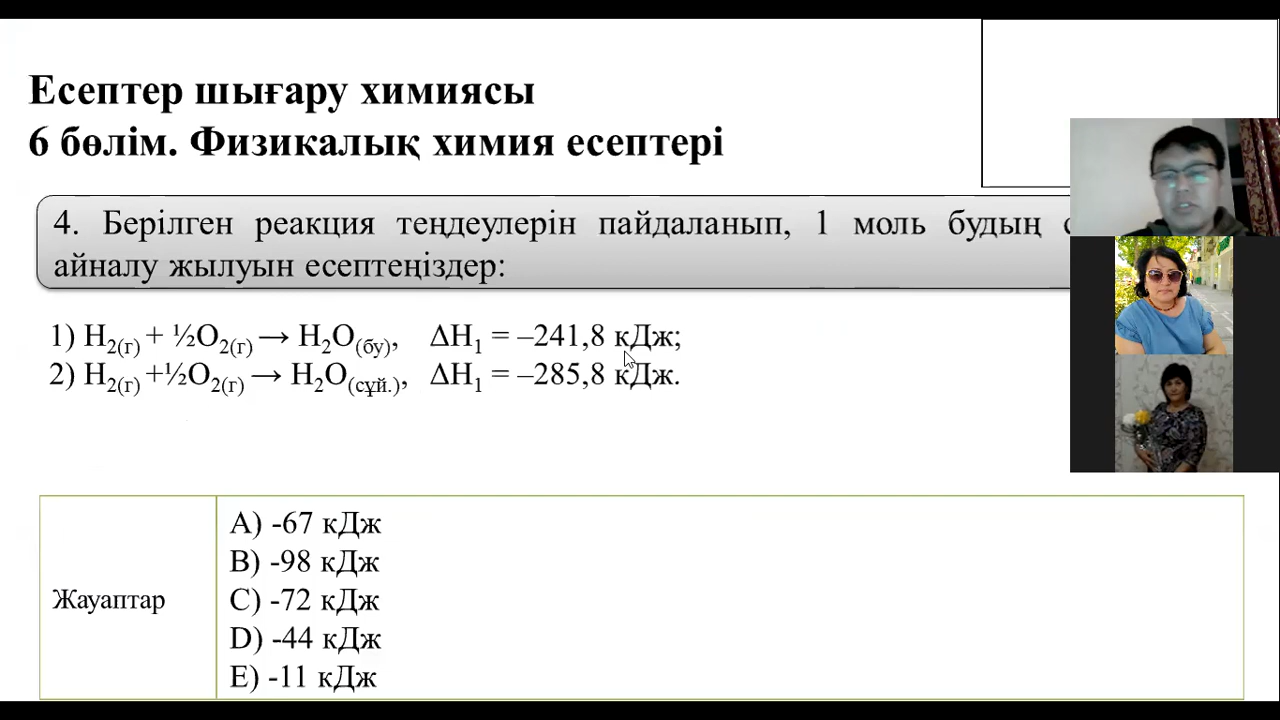 Есептер шығару химиясы
6 бөлім. Физикалық химия есептері
4. Берілген реакция теңдеулерін пайдаланып, 1 моль будың
айналу жылуын есептеңіздер:
1) H₂(г) + ½O₂(г) → H₂O(бу), ΔH₁ = –241,8 кДж;
2) H₂(г) +½O₂(г) → H₂O(сұй.), ΔH₁ = –285,8 кДж.
Жауаптар
A) -67 кДж
B) -98 кДж
C) -72 кДж
D) -44 кДж
E) -11 кДж